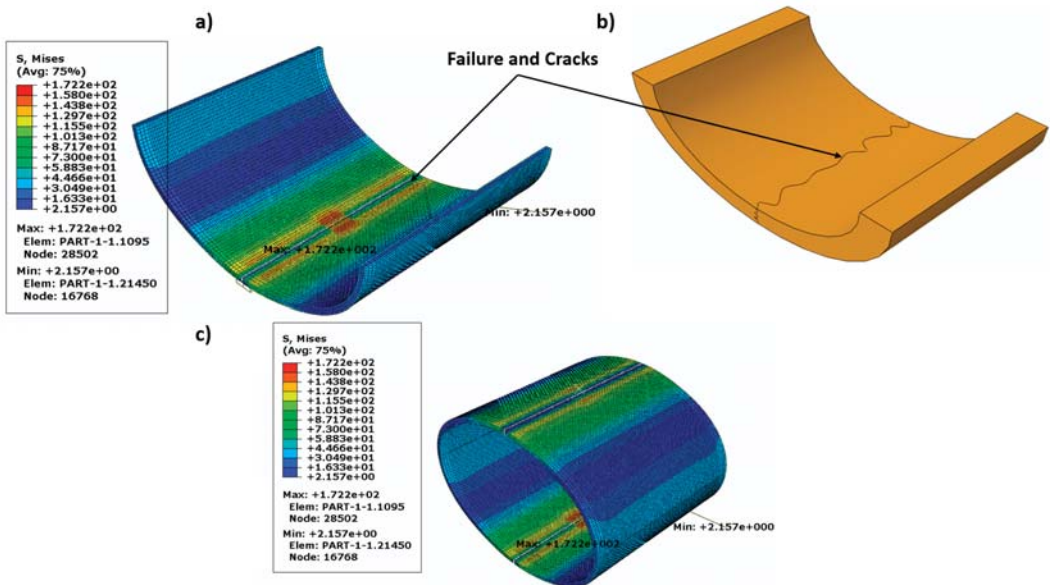 a)
b)
Failure and Cracks
S, Mises
(Avg: 75%)
+1.722e+02
+1.580e+02
+1.438e+02
+1.297e+02
+1.155e+02
+1.013e+02
+8.717e+01
+7.300e+01
+5.883e+01
+4.466e+01
+3.049e+01
+1.633e+01
+2.157e+00
Max: +1.722e+02
Elem: PART-1-1.1095
Node: 28502
Min: +2.157e+00
Elem: PART-1-1.21450
Node: 16768
Min: +2.157e+000
Max: +1.722e+002
c)
S, Mises
(Avg: 75%)
+1.722e+02
+1.580e+02
+1.438e+02
+1.297e+02
+1.155e+02
+1.013e+02
+8.717e+01
+7.300e+01
+5.883e+01
+4.466e+01
+3.049e+01
+1.633e+01
+2.157e+00
Max: +1.722e+02
Elem: PART-1-1.1095
Node: 28502
Min: +2.157e+00
Elem: PART-1-1.21450
Node: 16768
Min: +2.157e+000
Max: +1.722e+002